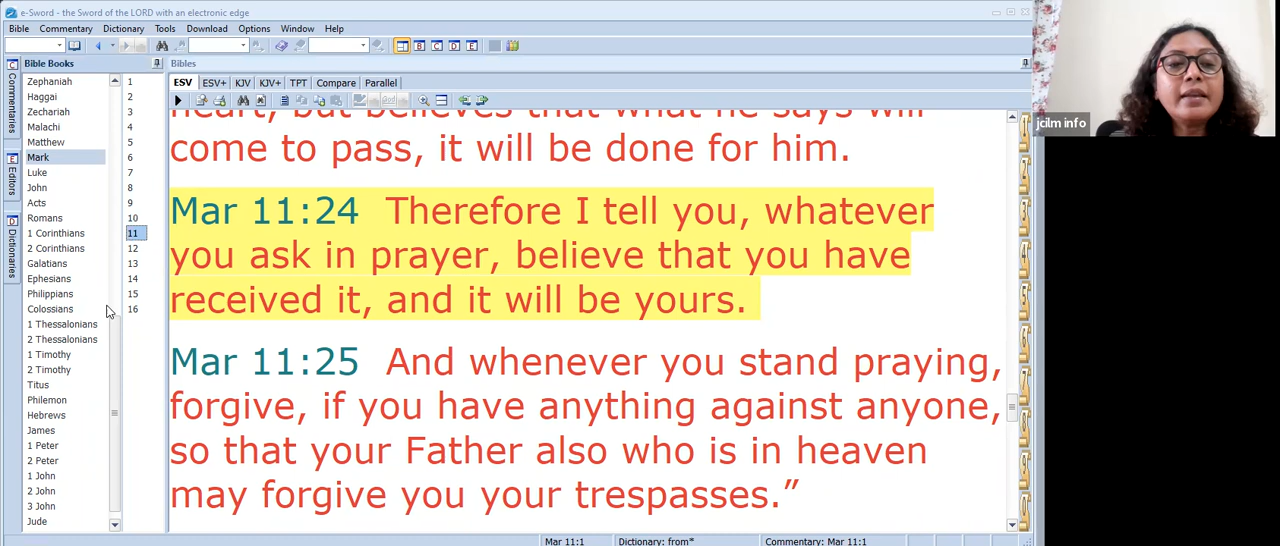 e-Sword - the Sword of the LORD with an electronic edge
Bible Commentary Dictionary Tools Download Options Window Help
B C D E
Bible Books
Bibles
ESV ESV+ KJV KJV+ TPT Compare Parallel
Commentaries
Editors
Dictionaries
Zephaniah
Haggai
Zechariah
Malachi
Matthew
Mark
Luke
John
Acts
Romans
1 Corinthians
2 Corinthians
Galatians
Ephesians
Philippians
Colossians
1 Thessalonians
2 Thessalonians
1 Timothy
2 Timothy
Titus
Philemon
Hebrews
James
1 Peter
2 Peter
1 John
2 John
3 John
Jude
1
2
3
4
5
6
7
8
9
10
11
12
13
14
15
16
come to pass, it will be done for him.
Mar 11:24 Therefore I tell you, whatever
you ask in prayer, believe that you have
received it, and it will be yours.
Mar 11:25 And whenever you stand praying,
forgive, if you have anything against anyone,
so that your Father also who is in heaven
may forgive you your trespasses.”
Mar 11:1 Dictionary: from* Commentary: Mar 11:1
jcilm info